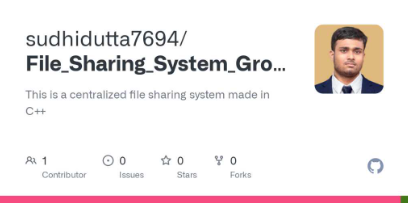 sudhidutta7694/
File_Sharing_System_Gro...
This is a centralized file sharing system made in
C++
1 0 0 0
Contributor Issues Stars Forks